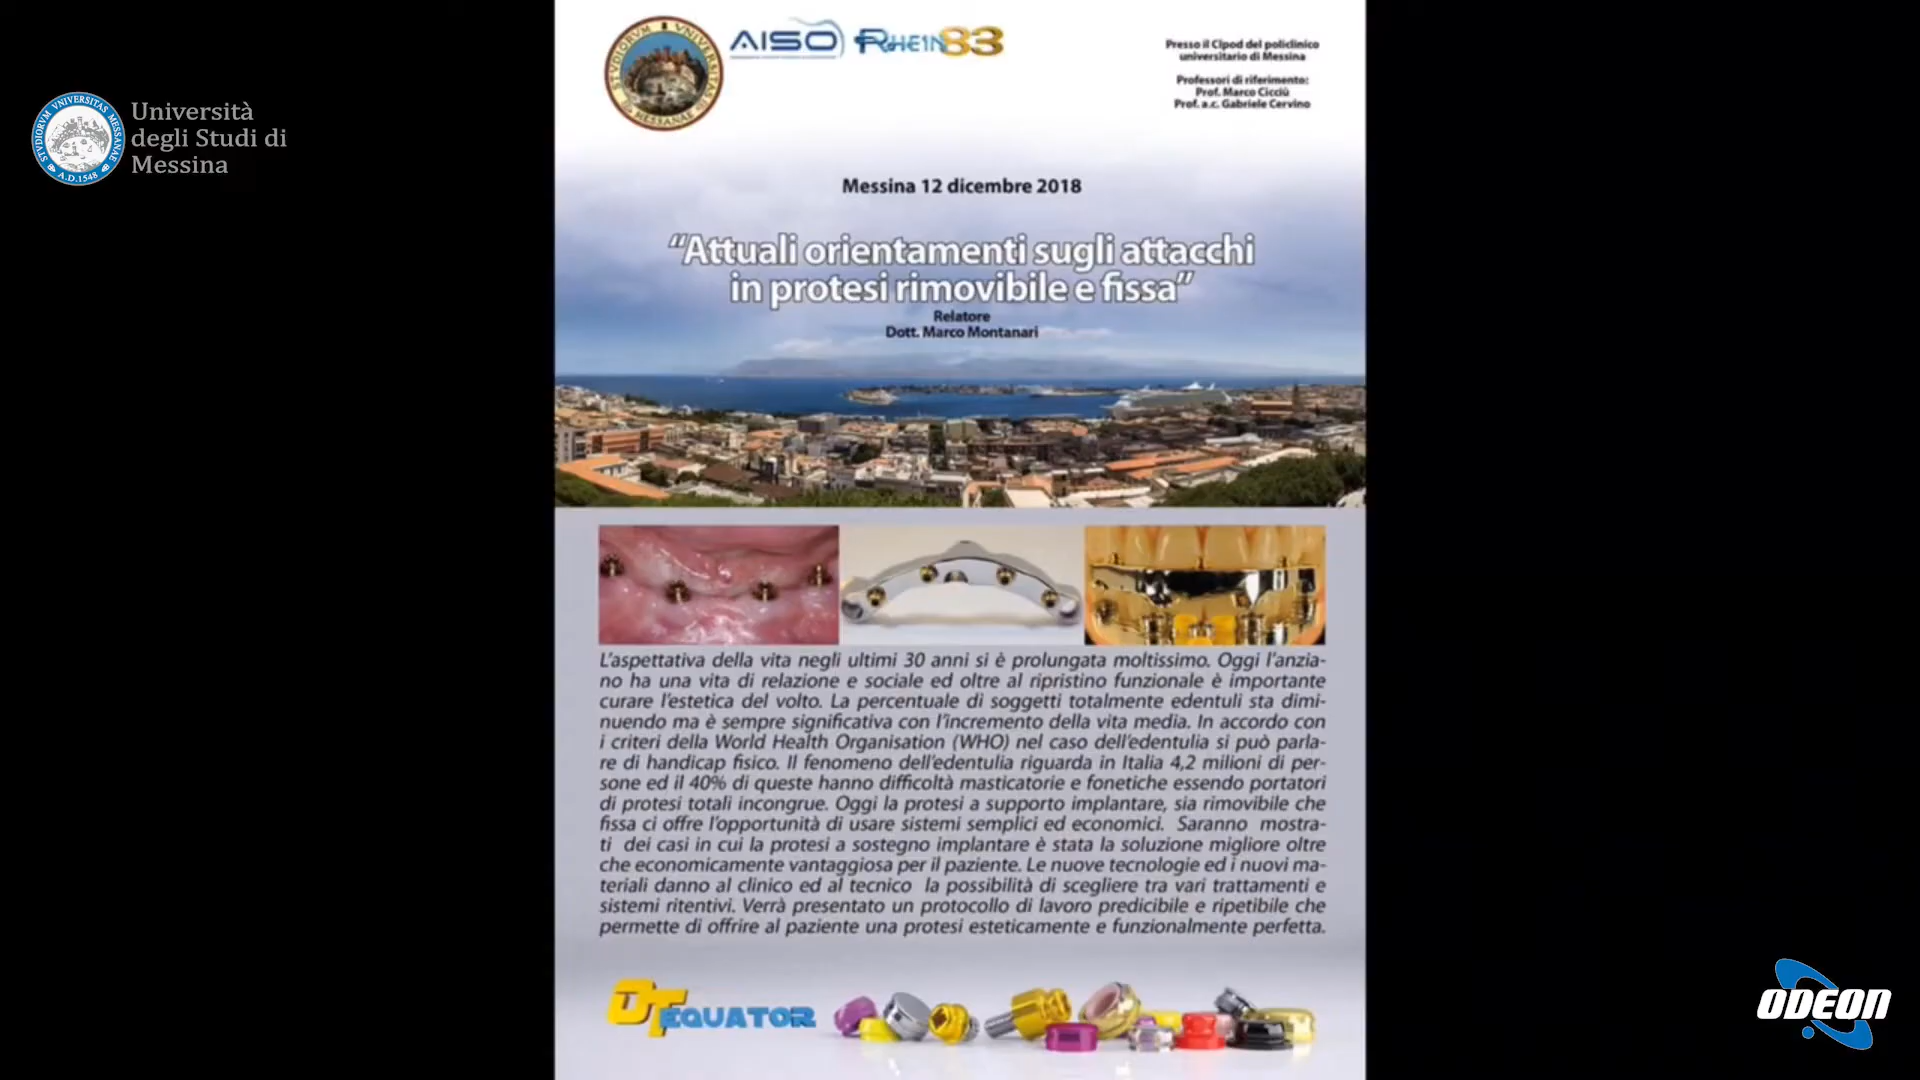 STVDIORVM VNIVERSITAS MESSANAE
A.D.1548
Università
degli Studi di
Messina
STVDIORVM VNIVERSITAS
MESSANAE
AISO
RHEIN83
Presso il CIpod del policlinico
universitario di Messina
Professori di riferimento:
Prof. Marco Cicciù
Prof. a.c. Gabriele Cervino
Messina 12 dicembre 2018
“Attuali orientamenti sugli attacchi
in protesi rimovibile e fissa”
Relatore
Dott. Marco Montanari
L’aspettativa della vita negli ultimi 30 anni si è prolungata moltissimo. Oggi l’anzia-
no ha una vita di relazione e sociale ed oltre al ripristino funzionale è importante
curare l’estetica del volto. La percentuale di soggetti totalmente edentuli sta dimi-
nuendo ma è sempre significativa con l’incremento della vita media. In accordo con
i criteri della World Health Organisation (WHO) nel caso dell’edentulia si può parla-
re di handicap fisico. Il fenomeno dell’edentulia riguarda in Italia 4,2 milioni di per-
sone ed il 40% di queste hanno difficoltà masticatorie e fonetiche essendo portatori
di protesi totali incongrue. Oggi la protesi a supporto implantare, sia rimovibile che
fissa ci offre l’opportunità di usare sistemi semplici ed economici. Saranno mostra-
ti dei casi in cui la protesi a sostegno implantare è stata la soluzione migliore oltre
che economicamente vantaggiosa per il paziente. Le nuove tecnologie ed i nuovi ma-
teriali danno al clinico ed al tecnico la possibilità di scegliere tra vari trattamenti e
sistemi ritentivi. Verrà presentato un protocollo di lavoro predicibile e ripetibile che
permette di offrire al paziente una protesi esteticamente e funzionalmente perfetta.
OT EQUATOR
ODEON